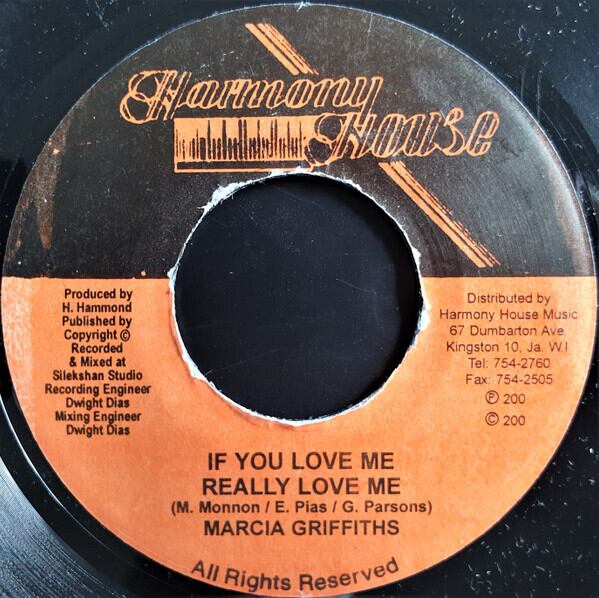 Harmony
House
Produced by
H. Hammond
Published by
Copyright ©
Recorded
& Mixed at
Silekshan Studio
Recording Engineer
Dwight Dias
Mixing Engineer
Dwight Dias
Distributed by
Harmony House Music
67 Dumbarton Ave.
Kingston 10, Ja. W.I
Tel: 754-2760
Fax: 754-2505
℗ 200
© 200
IF YOU LOVE ME
REALLY LOVE ME
(M. Monnon / E. Pias / G. Parsons)
MARCIA GRIFFITHS
All Rights Reserved